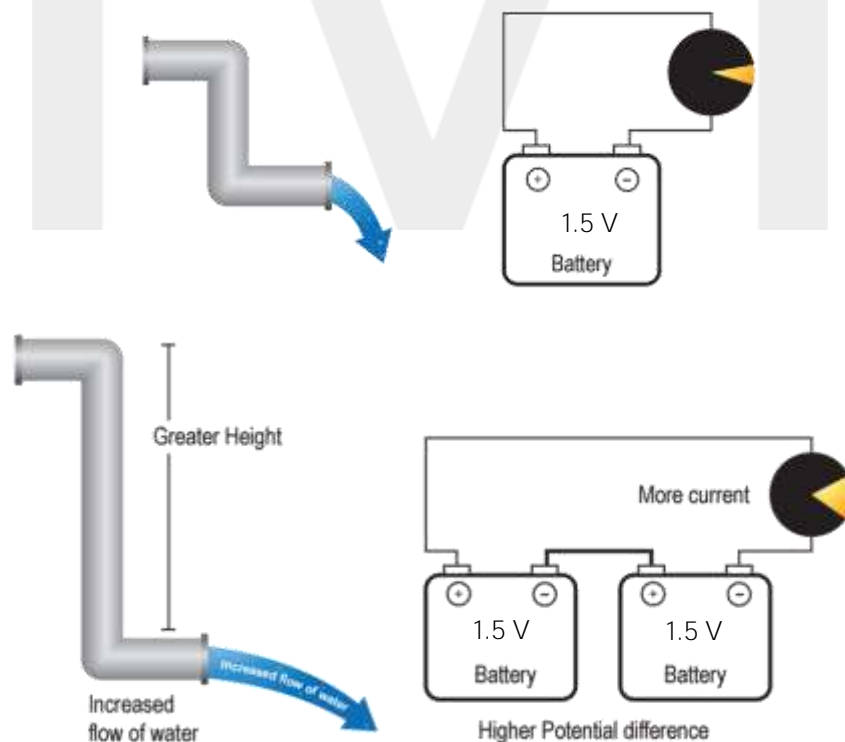 +
−
1.5 V
Battery
Greater Height
More current
+
−
+
−
1.5 V
1.5 V
Battery
Battery
Increased flow of water
Increased
flow of water
Higher Potential difference